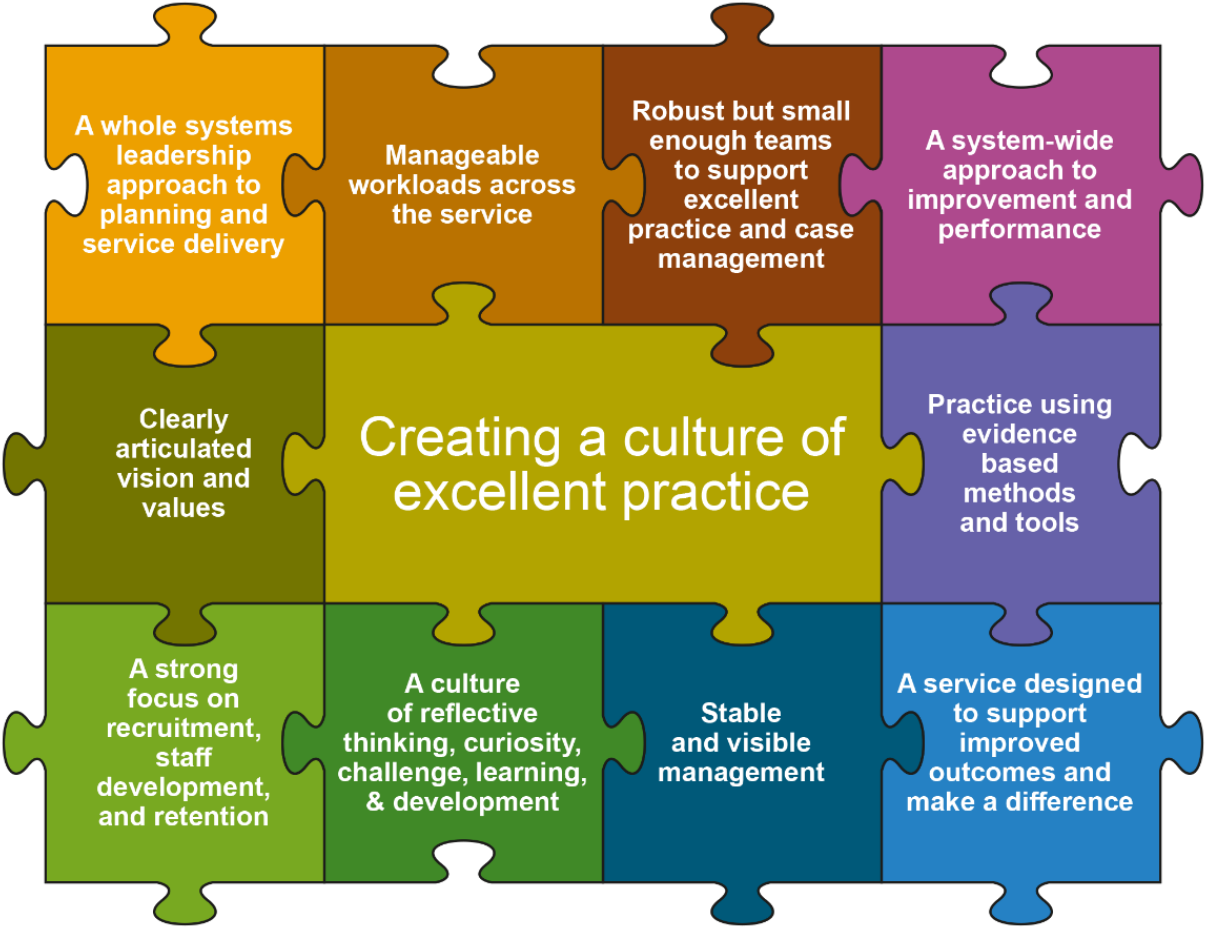 A whole systems
leadership
approach to
planning and
service delivery
Manageable
workloads across
the service
Robust but small
enough teams
to support
excellent
practice and case
management
A system-wide
approach to
improvement and
performance
Clearly
articulated
vision and
values
Creating a culture of
excellent practice
Practice using
evidence
based
methods
and tools
A strong
focus on
recruitment,
staff
development,
and retention
A culture
of reflective
thinking, curiosity,
challenge, learning,
& development
Stable
and visible
management
A service designed
to support
improved
outcomes and
make a difference